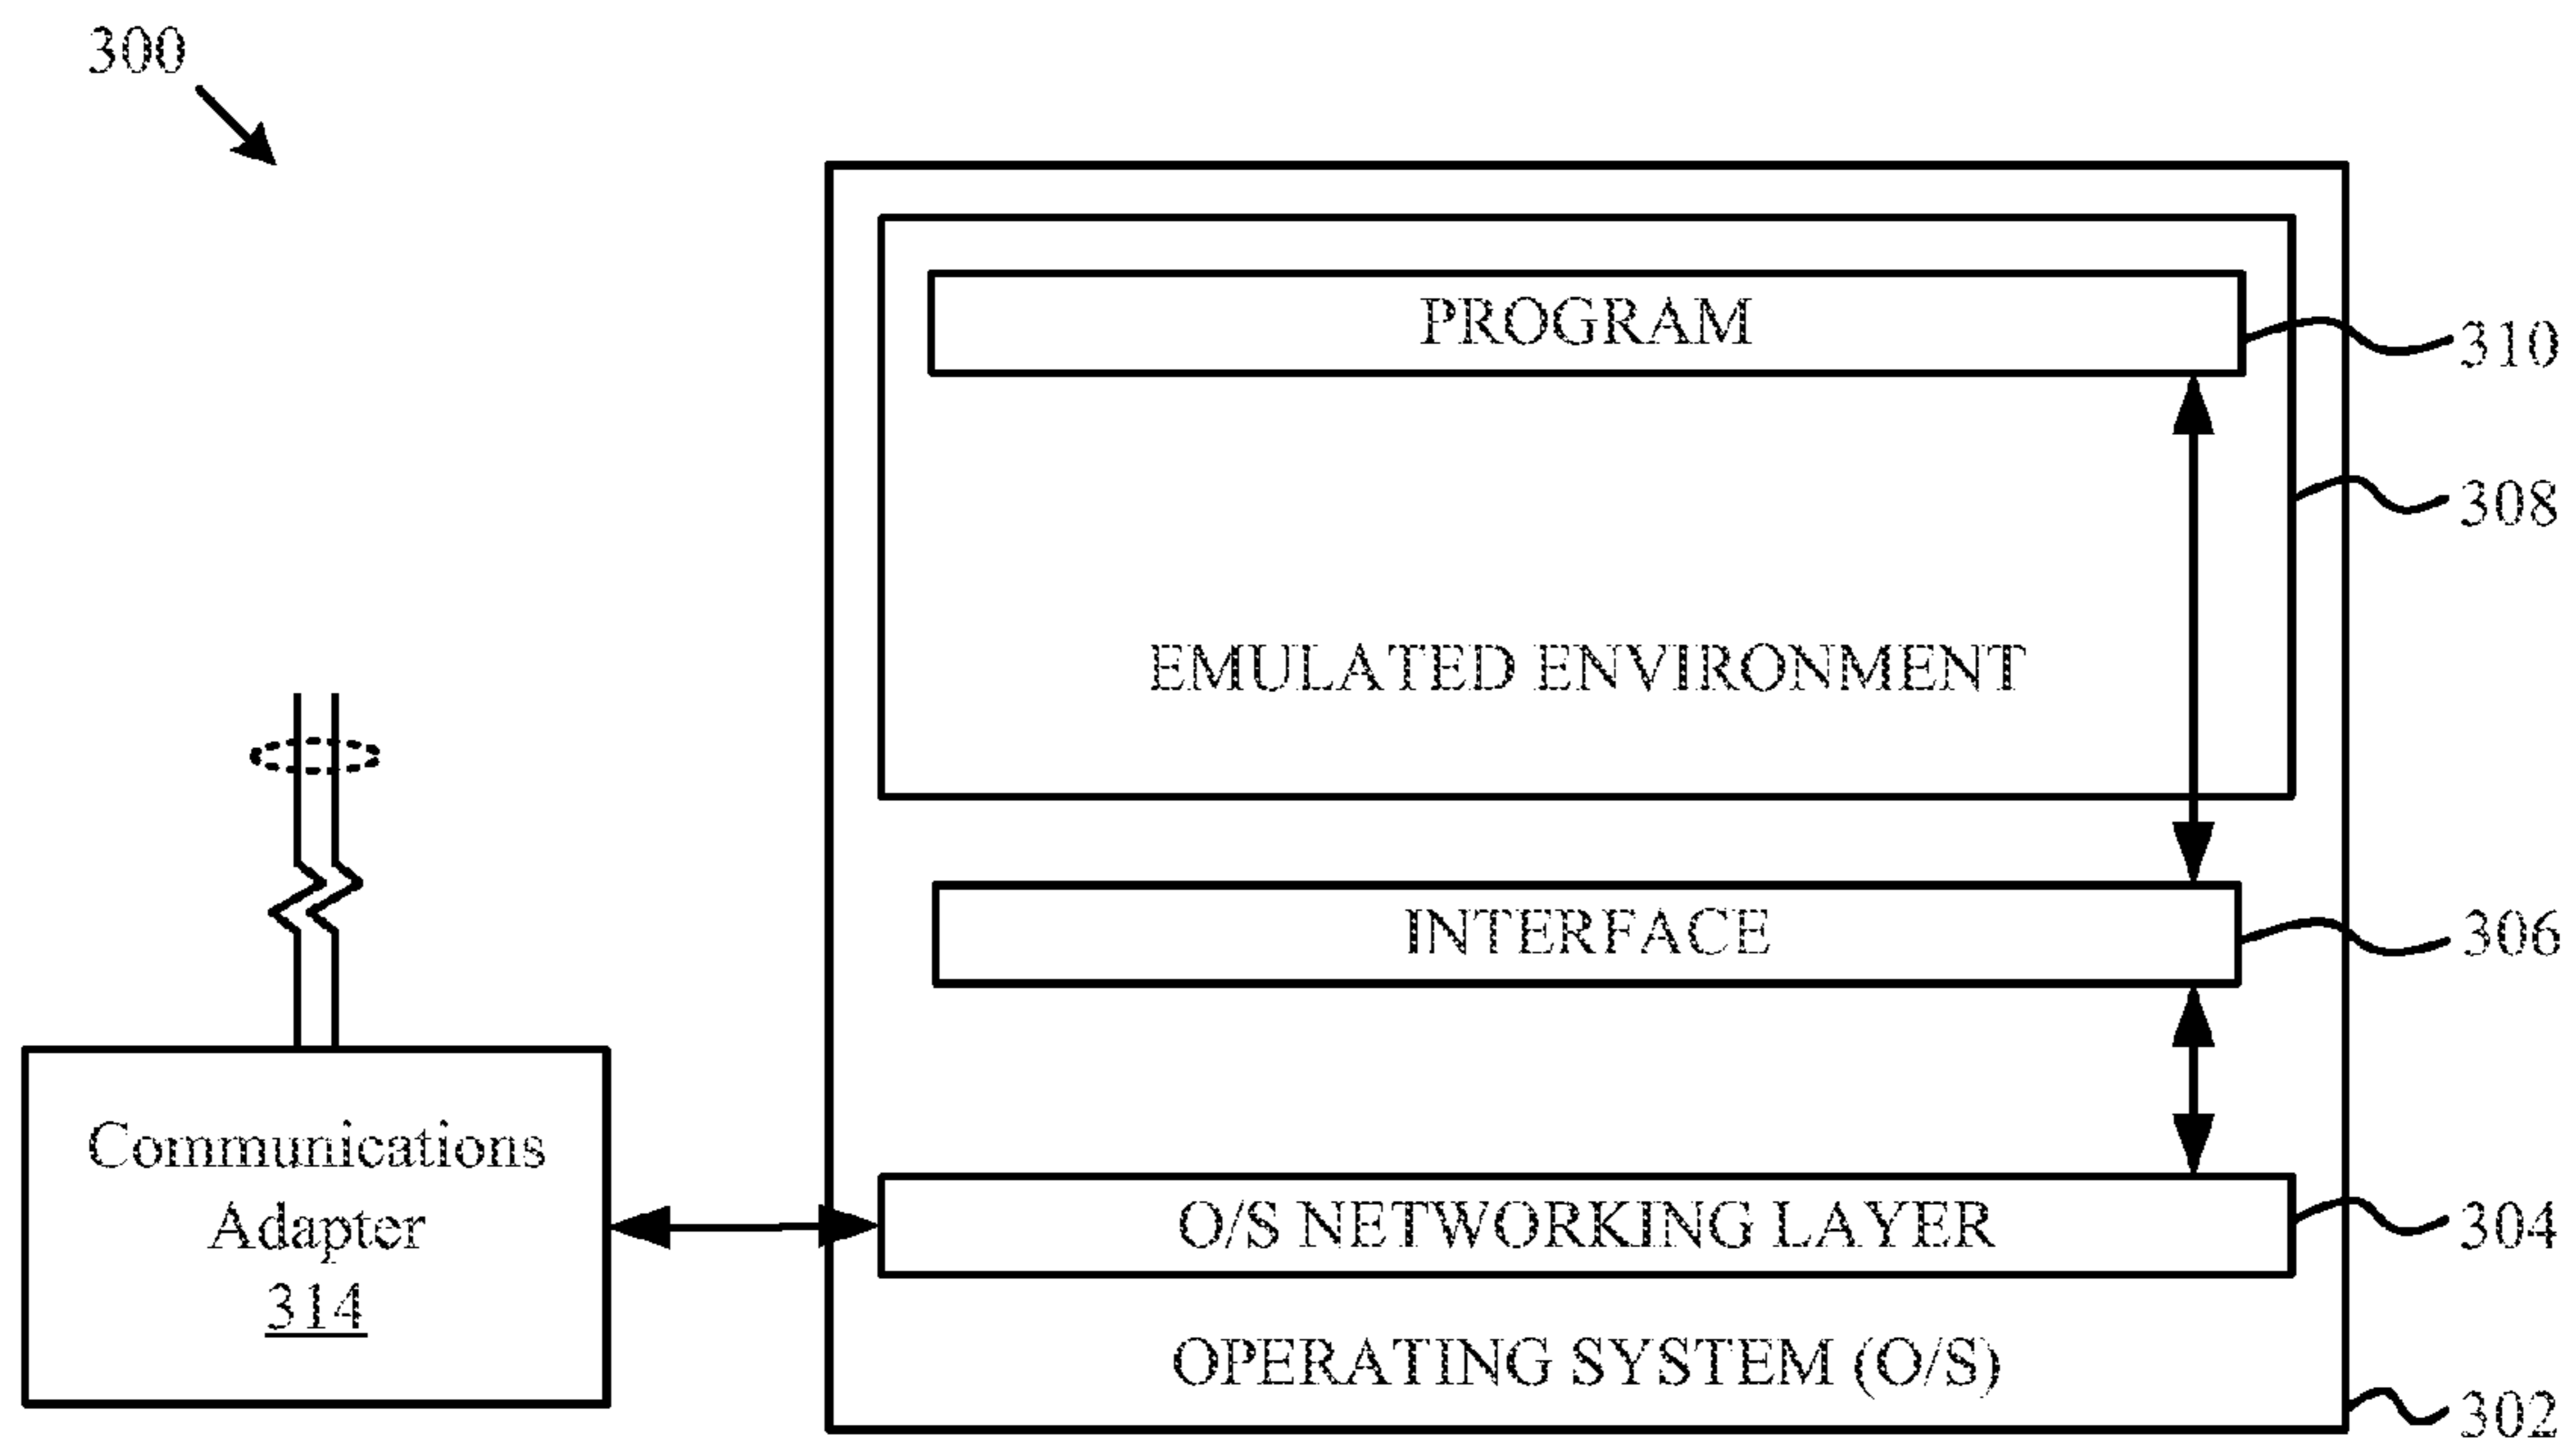 300
PROGRAM
310
308
EMULATED ENVIRONMENT
INTERFACE
306
Communications
Adapter
314
O/S NETWORKING LAYER
304
OPERATING SYSTEM (O/S)
302